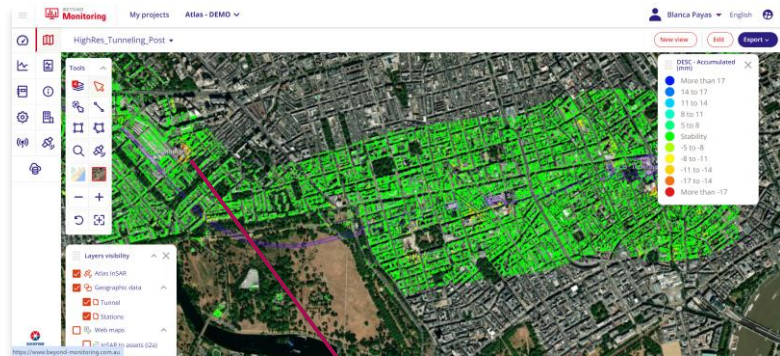 BEYOND
Monitoring
My projects
Atlas - DEMO
Blanca Payas
English
HighRes_Tunneling_Post
New view
Edit
Export
Tools
DESC - Accumulated
(mm)
More than 17
14 to 17
11 to 14
8 to 11
5 to 8
Stability
-5 to -8
-8 to -11
-11 to -14
-17 to -14
More than -17
Layers visibility
Atlas InSAR
Geographic data
Tunnel
Stations
Web maps
InSAR to assets (i2a)
https://www.beyond-monitoring.com.au